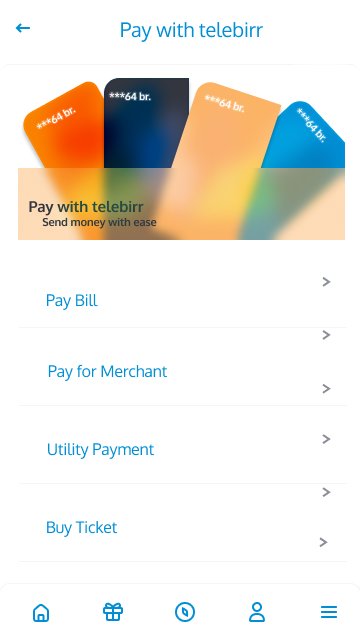 Pay with telebirr
***64 br.
***64 br.
***64 br.
***64 br.
Pay with telebirr
Send money with ease
Pay Bill
Pay for Merchant
Utility Payment
Buy Ticket